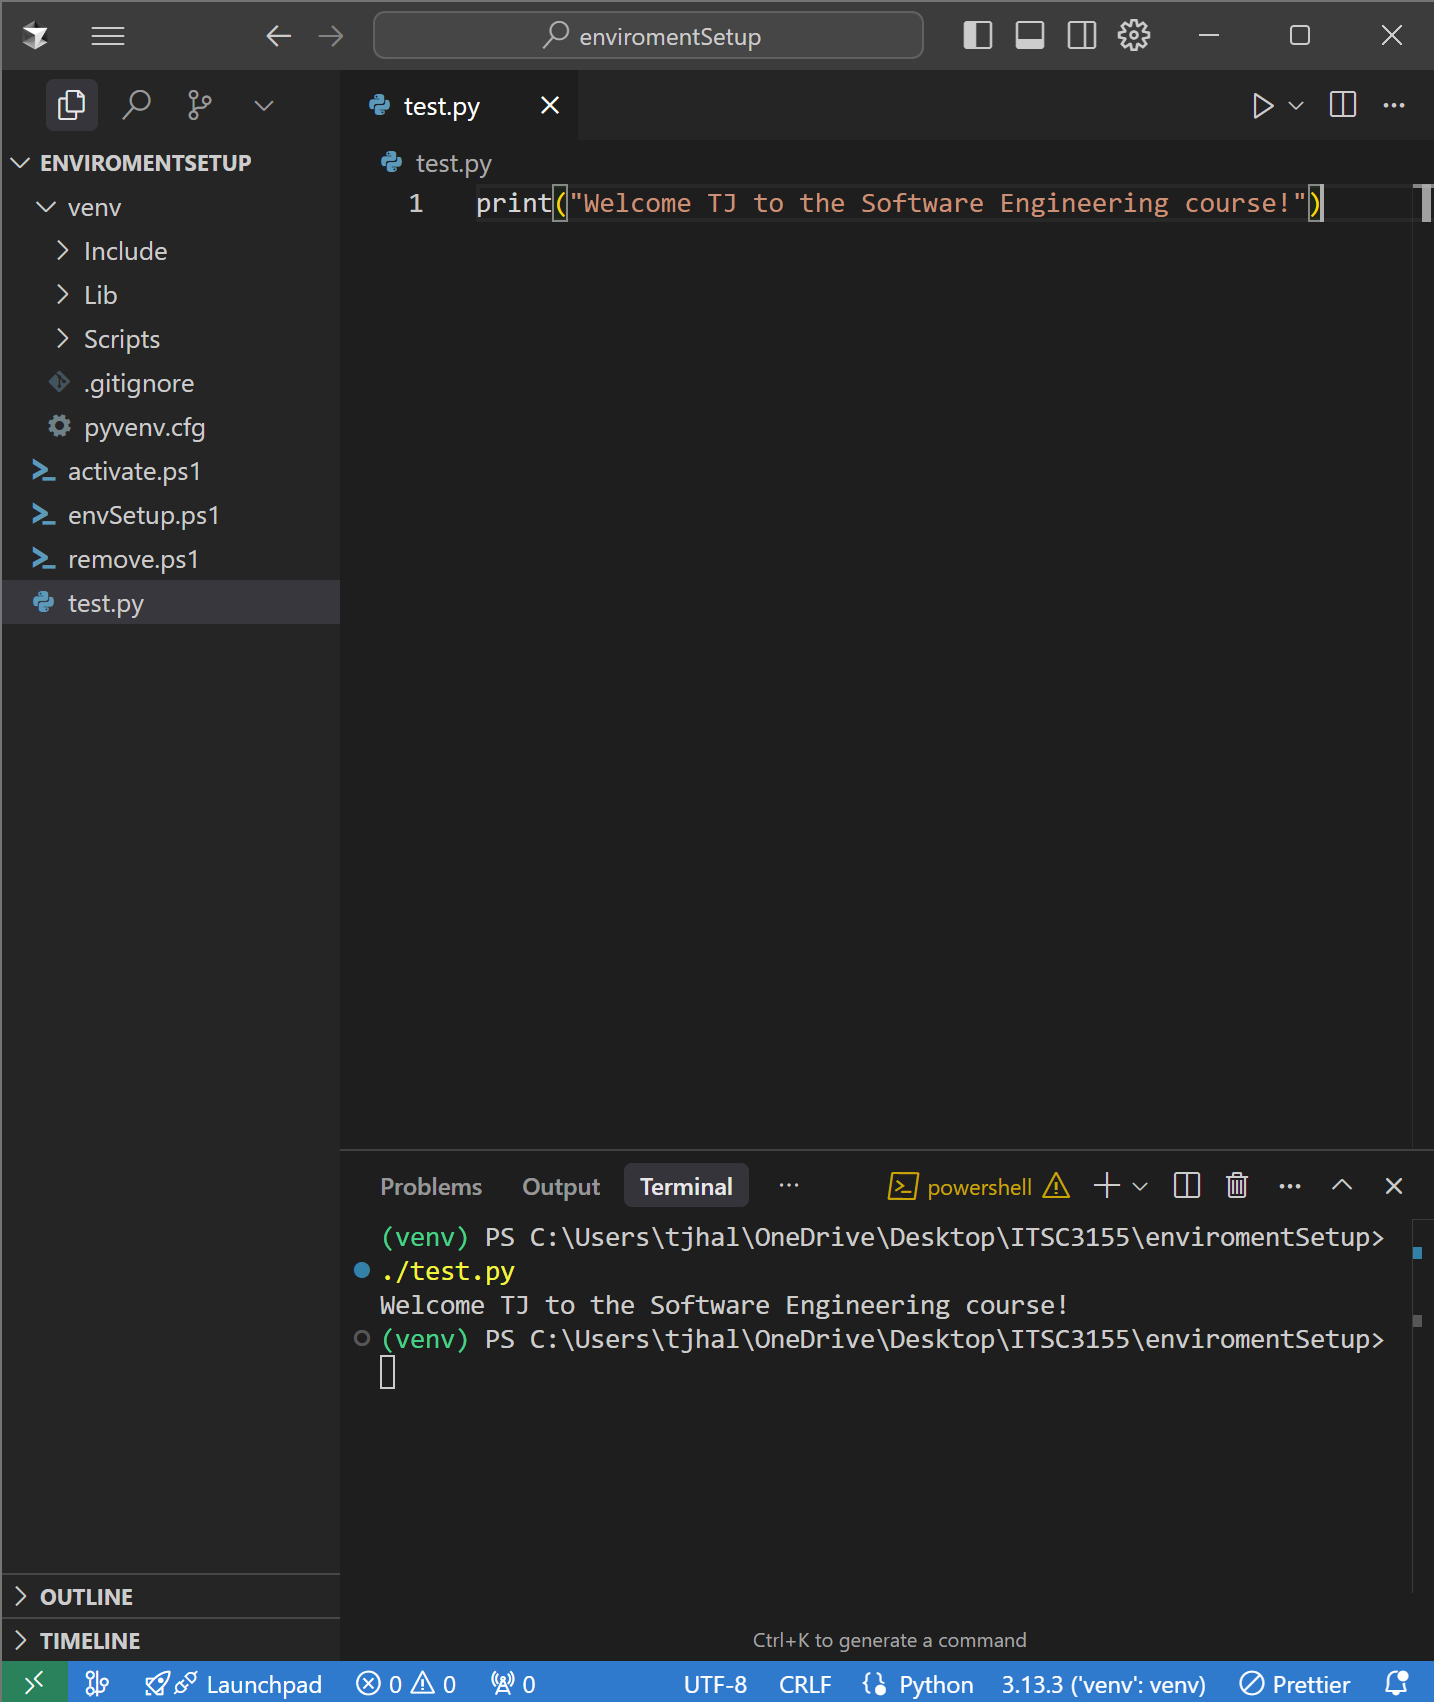 enviromentSetup
ENVIROMENTSETUP
venv
Include
Lib
Scripts
.gitignore
pyvenv.cfg
activate.ps1
envSetup.ps1
remove.ps1
test.py
OUTLINE
TIMELINE
test.py
test.py
1 print("Welcome TJ to the Software Engineering course!")
Problems Output Terminal ··· powershell
(venv) PS C:\Users\tjhal\OneDrive\Desktop\ITSC3155\enviromentSetup>
./test.py
Welcome TJ to the Software Engineering course!
(venv) PS C:\Users\tjhal\OneDrive\Desktop\ITSC3155\enviromentSetup>
Ctrl+K to generate a command
Launchpad 0 0 0 UTF-8 CRLF Python 3.13.3 ('venv': venv) Prettier